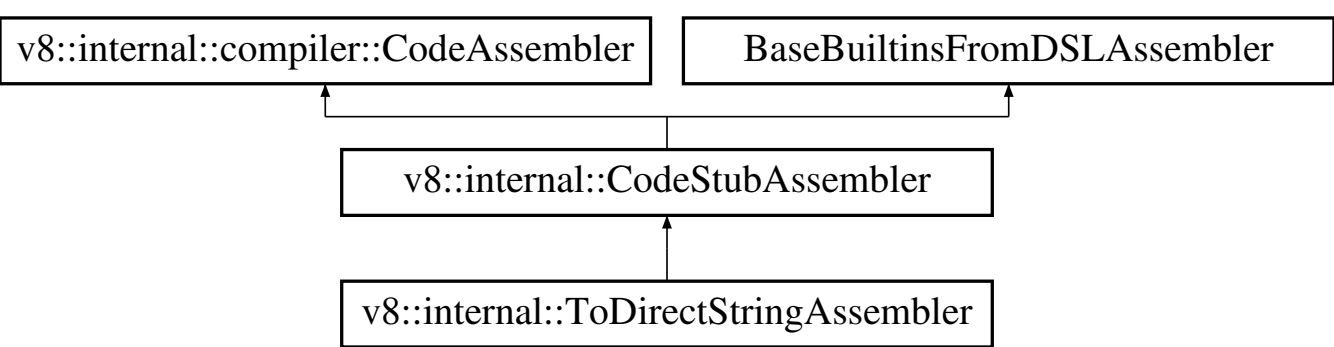 v8::internal::compiler::CodeAssembler
BaseBuiltinsFromDSLAssembler
v8::internal::CodeStubAssembler
v8::internal::ToDirectStringAssembler